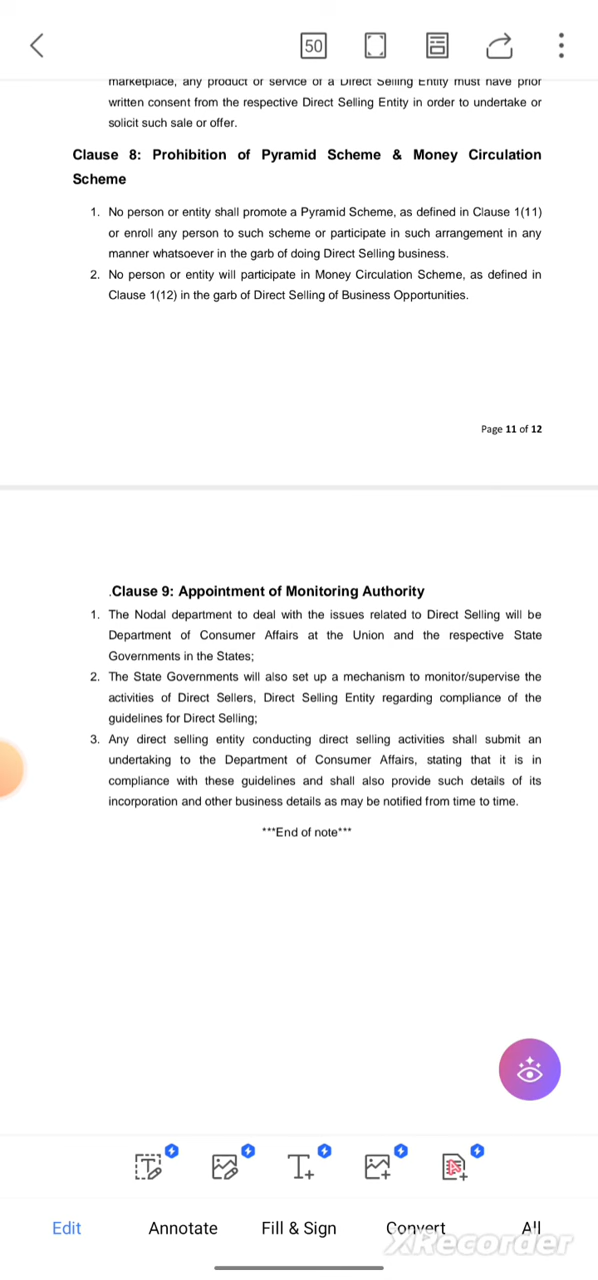 50
marketplace, any product or service of a Direct Selling Entity must have prior
written consent from the respective Direct Selling Entity in order to undertake or
solicit such sale or offer.
Clause 8: Prohibition of Pyramid Scheme & Money Circulation
Scheme
1. No person or entity shall promote a Pyramid Scheme, as defined in Clause 1(11)
or enroll any person to such scheme or participate in such arrangement in any
manner whatsoever in the garb of doing Direct Selling business.
2. No person or entity will participate in Money Circulation Scheme, as defined in
Clause 1(12) in the garb of Direct Selling of Business Opportunities.
Page 11 of 12
.Clause 9: Appointment of Monitoring Authority
1. The Nodal department to deal with the issues related to Direct Selling will be
Department of Consumer Affairs at the Union and the respective State
Governments in the States;
2. The State Governments will also set up a mechanism to monitor/supervise the
activities of Direct Sellers, Direct Selling Entity regarding compliance of the
guidelines for Direct Selling;
3. Any direct selling entity conducting direct selling activities shall submit an
undertaking to the Department of Consumer Affairs, stating that it is in
compliance with these guidelines and shall also provide such details of its
incorporation and other business details as may be notified from time to time.
***End of note***
Edit Annotate Fill & Sign Convert All
XRecorder